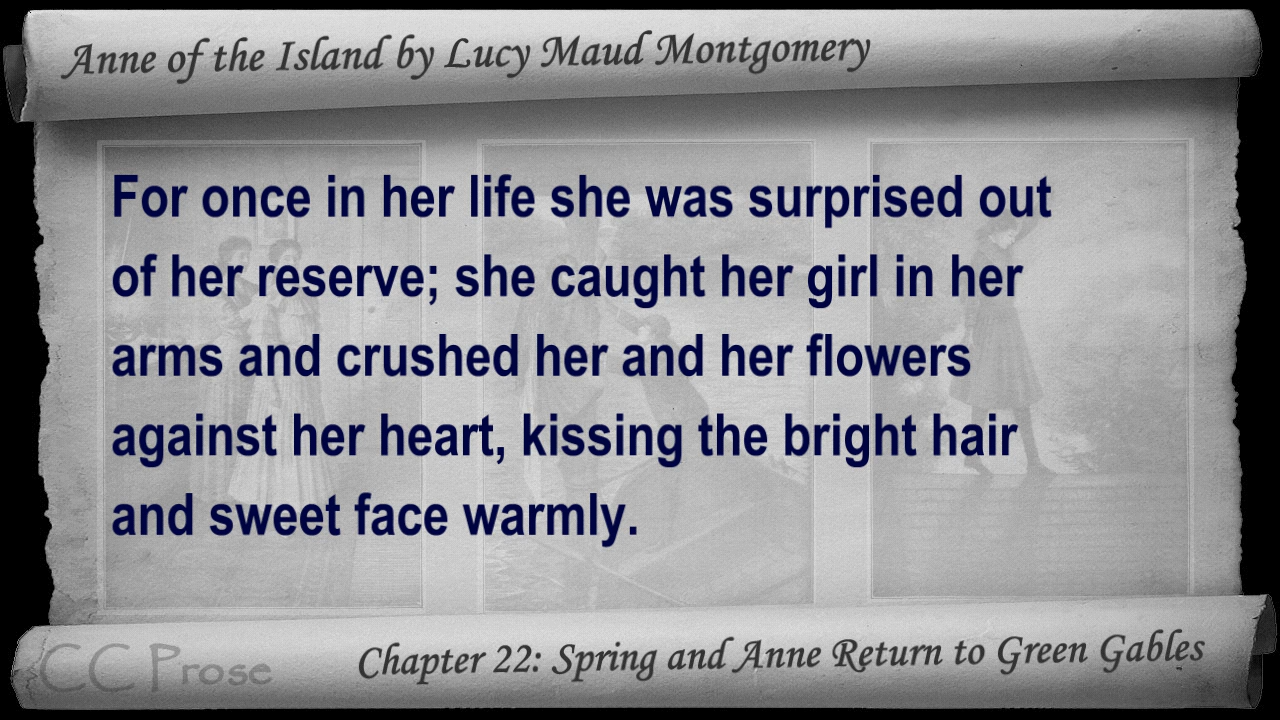 Anne of the Island by Lucy Maud Montgomery
For once in her life she was surprised out
of her reserve; she caught her girl in her
arms and crushed her and her flowers
against her heart, kissing the bright hair
and sweet face warmly.
CC Prose
Chapter 22: Spring and Anne Return to Green Gables